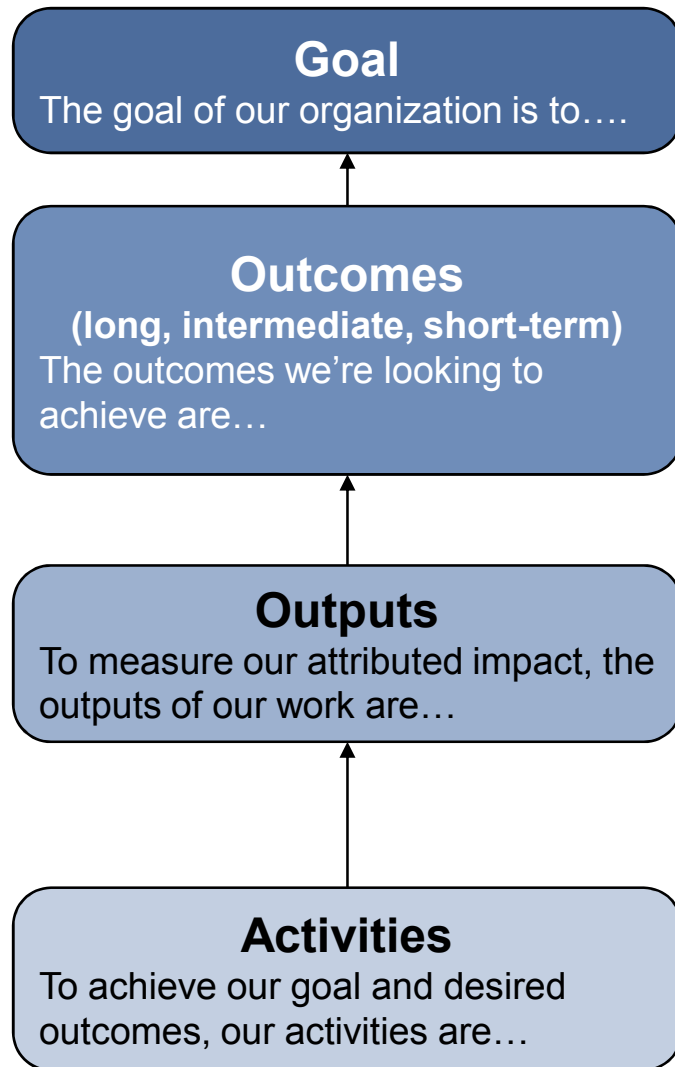 Goal
The goal of our organization is to….
Outcomes
(long, intermediate, short-term)
The outcomes we’re looking to
achieve are…
Outputs
To measure our attributed impact, the
outputs of our work are…
Activities
To achieve our goal and desired
outcomes, our activities are…